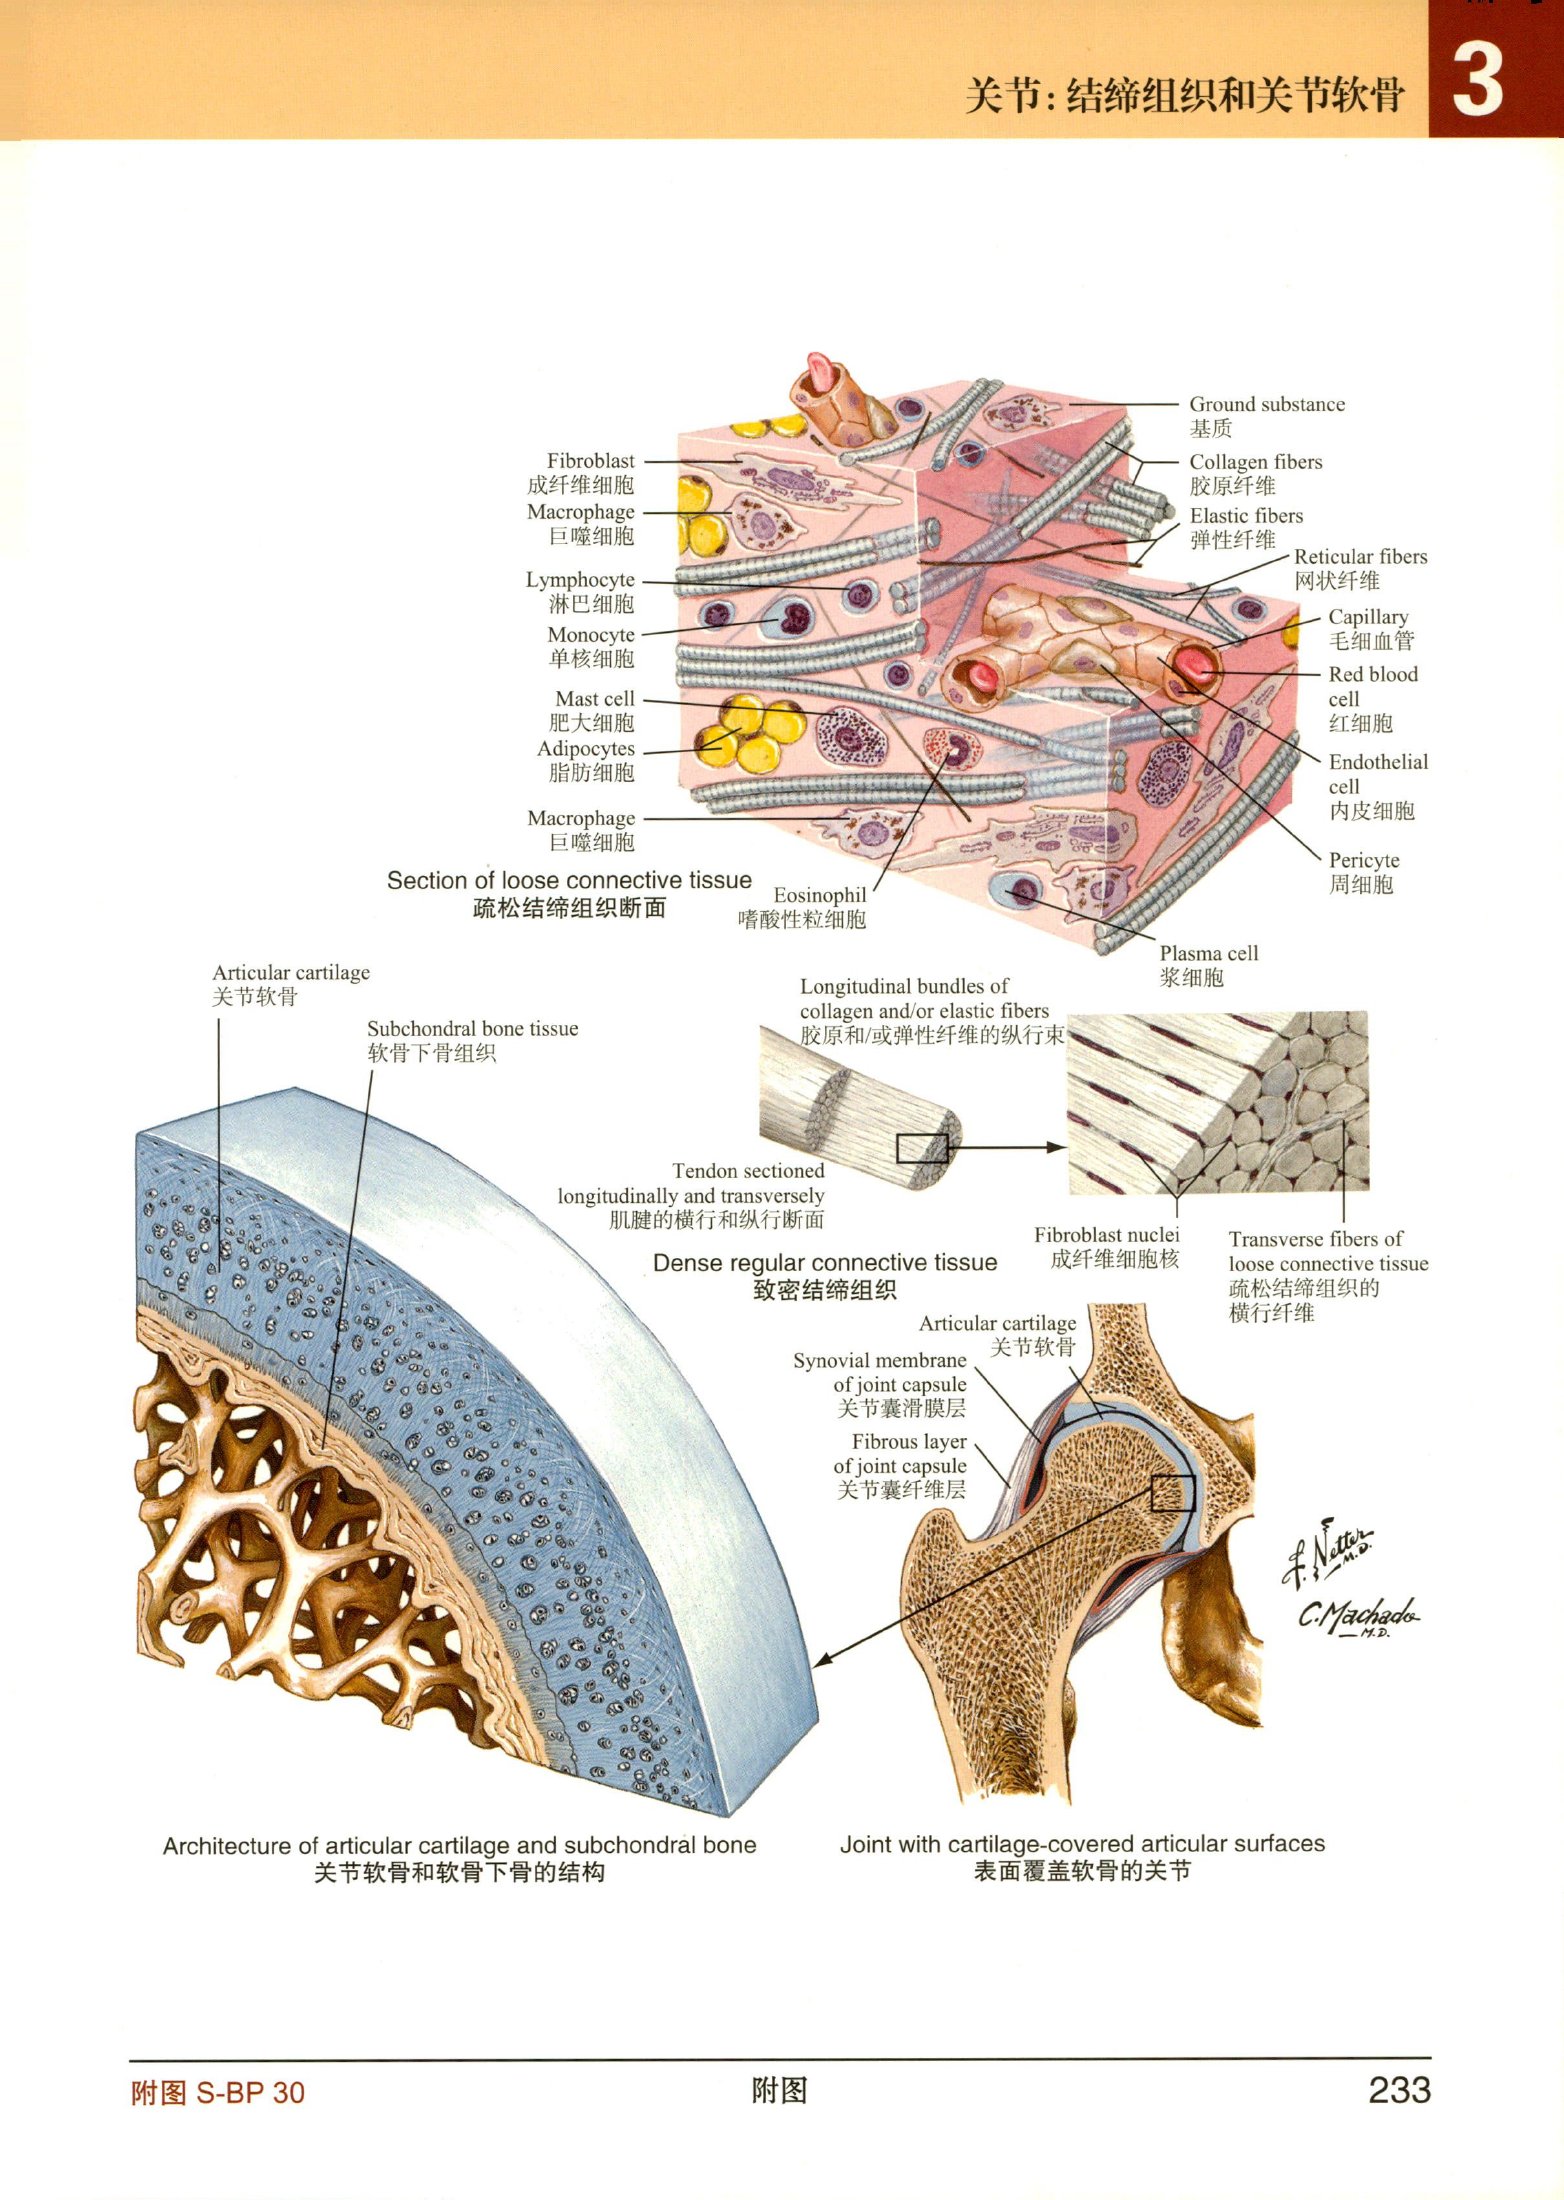 关节：结缔组织和关节软骨
3
Ground substance
基质
Collagen fibers
胶原纤维
Elastic fibers
弹性纤维
Reticular fibers
网状纤维
Capillary
毛细血管
Red blood
cell
红细胞
Endothelial
cell
内皮细胞
Pericyte
周细胞
Plasma cell
浆细胞
Fibroblast
成纤维细胞
Macrophage
巨噬细胞
Lymphocyte
淋巴细胞
Monocyte
单核细胞
Mast cell
肥大细胞
Adipocytes
脂肪细胞
Macrophage
巨噬细胞
Eosinophil
嗜酸性粒细胞
Section of loose connective tissue
疏松结缔组织断面
Articular cartilage
关节软骨
Subchondral bone tissue
软骨下骨组织
Longitudinal bundles of
collagen and/or elastic fibers
胶原和/或弹性纤维的纵行束
Tendon sectioned
longitudinally and transversely
肌腱的横行和纵行断面
Fibroblast nuclei
成纤维细胞核
Transverse fibers of
loose connective tissue
疏松结缔组织的
横行纤维
Dense regular connective tissue
致密结缔组织
Articular cartilage
关节软骨
Synovial membrane
of joint capsule
关节囊滑膜层
Fibrous layer
of joint capsule
关节囊纤维层
F. Netter
M.D.
C. Machado
M.D.
Architecture of articular cartilage and subchondral bone
关节软骨和软骨下骨的结构
Joint with cartilage-covered articular surfaces
表面覆盖软骨的关节
附图 S-BP 30
附图
233